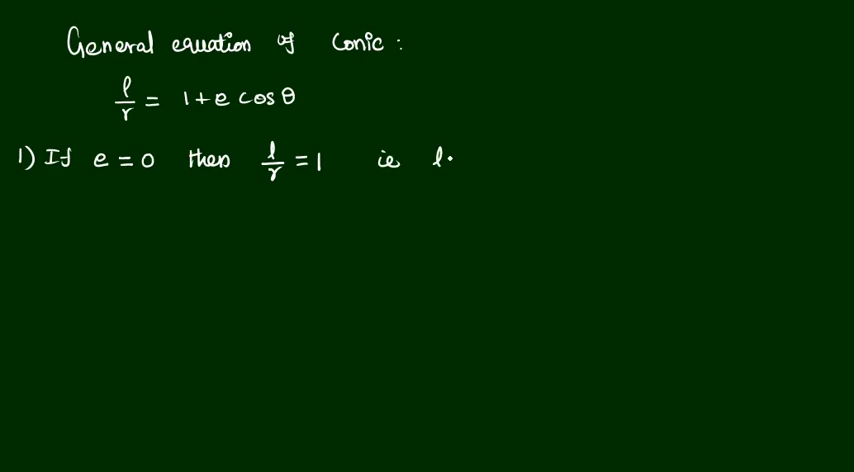 General equation of Conic :
l/r = 1 + e cos θ
1) If e = 0 then l/r = 1 ie l